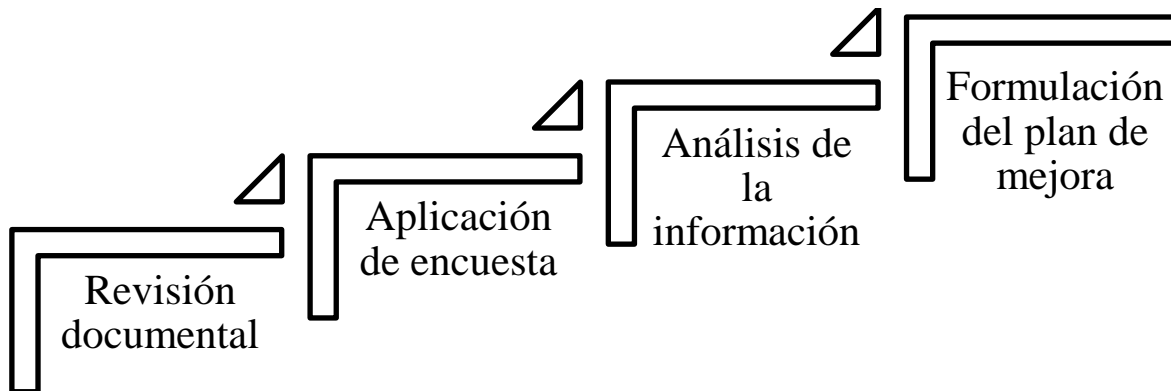 Revisión
documental
Aplicación
de encuesta
Análisis de
la
información
Formulación
del plan de
mejora